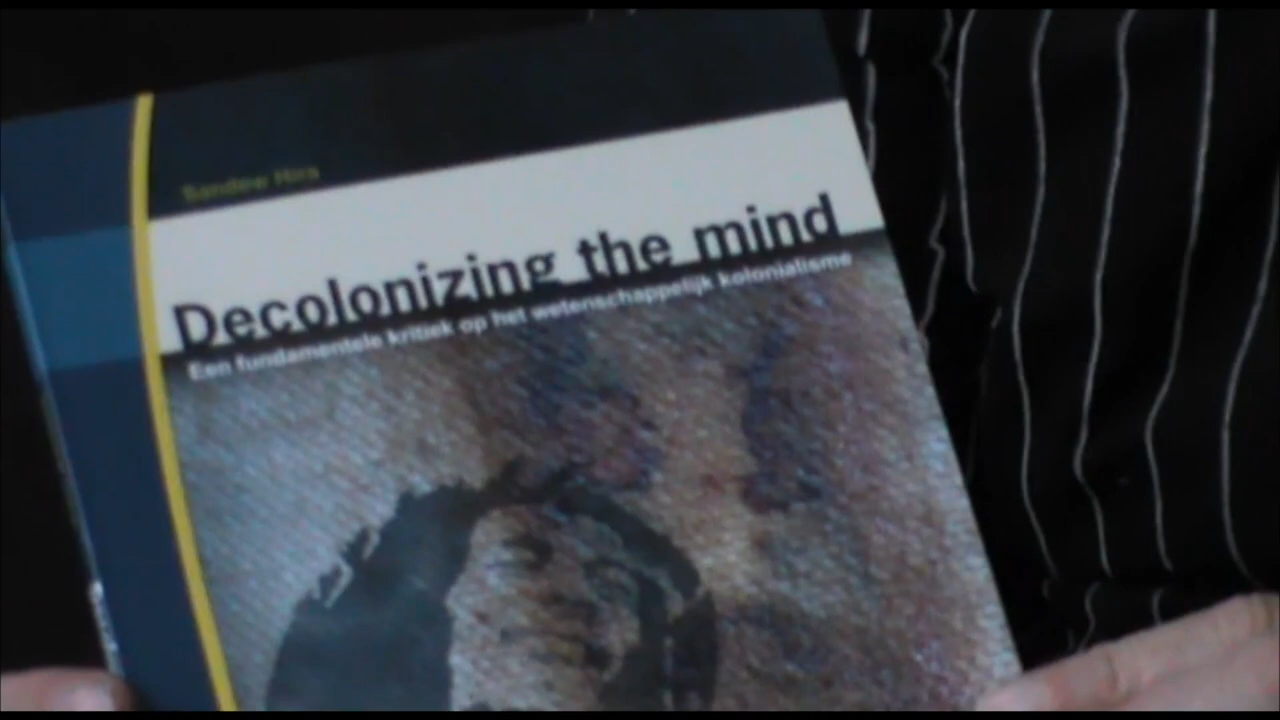 Sandew Hira
Decolonizing the mind
Een fundamentele kritiek op het wetenschappelijk kolonialisme